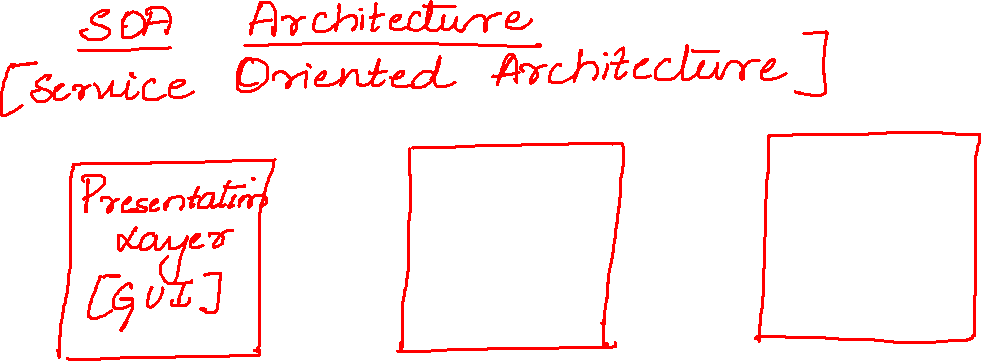 SOA Architecture
[Service Oriented Architecture]
Presentation
Layer
[GUI]